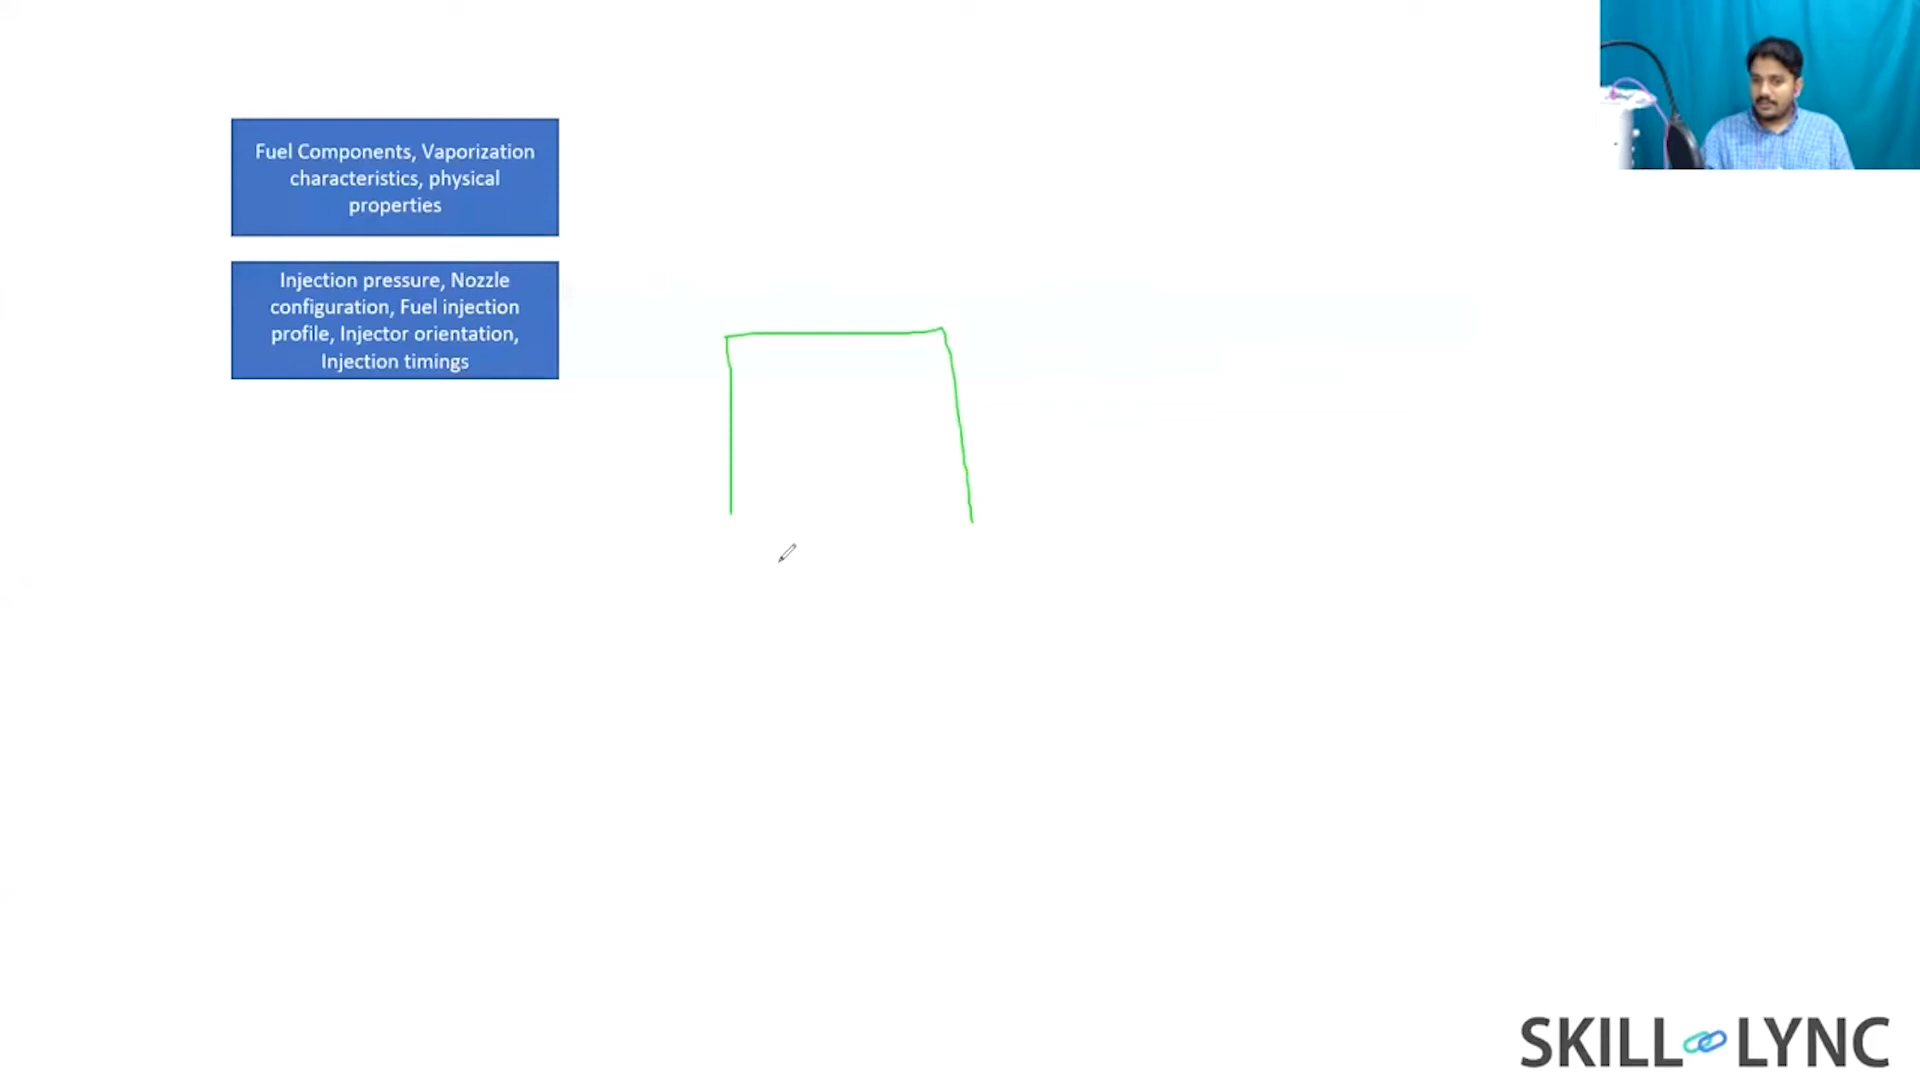 Fuel Components, Vaporization
characteristics, physical
properties
Injection pressure, Nozzle
configuration, Fuel injection
profile, Injector orientation,
Injection timings
SKILL LYNC